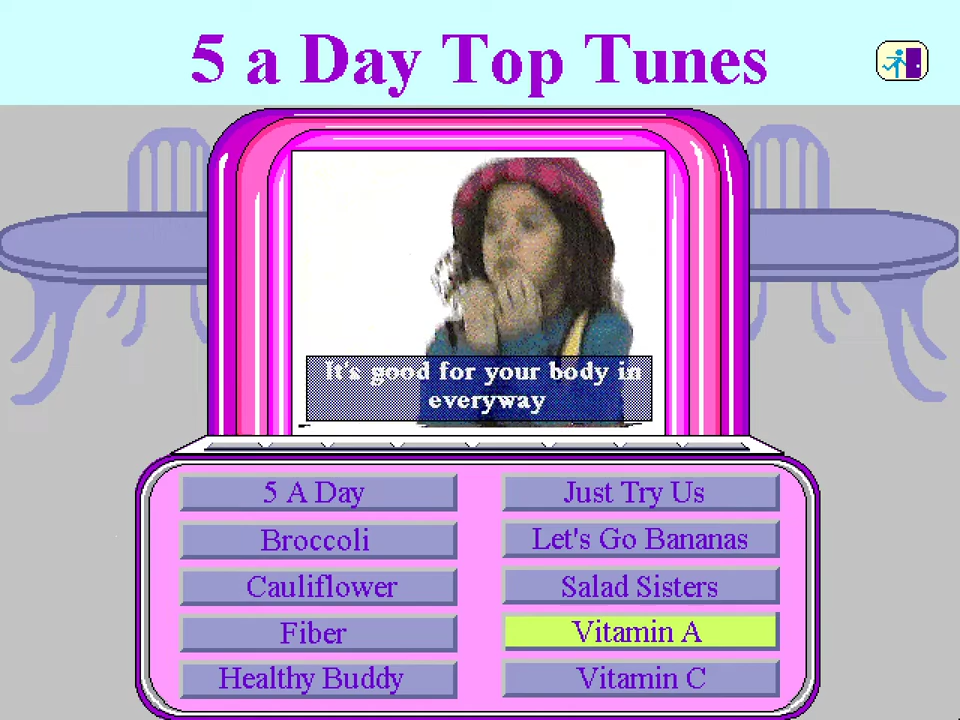 5 a Day Top Tunes
It's good for your body in
everyway
5 A Day
Broccoli
Cauliflower
Fiber
Healthy Buddy
Just Try Us
Let's Go Bananas
Salad Sisters
Vitamin A
Vitamin C